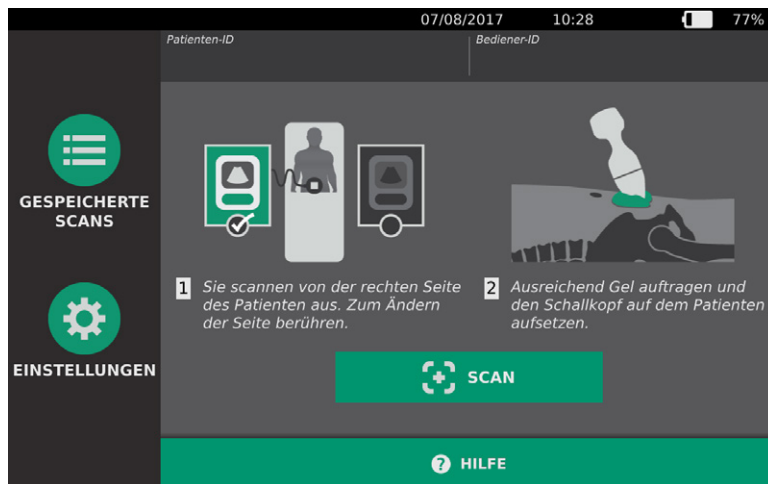 07/08/2017 10:28 77%
Patienten-ID Bediener-ID
GESPEICHERTE
SCANS
EINSTELLUNGEN
1 Sie scannen von der rechten Seite
des Patienten aus. Zum Ändern
der Seite berühren.
2 Ausreichend Gel auftragen und
den Schallkopf auf dem Patienten
aufsetzen.
SCAN
HILFE